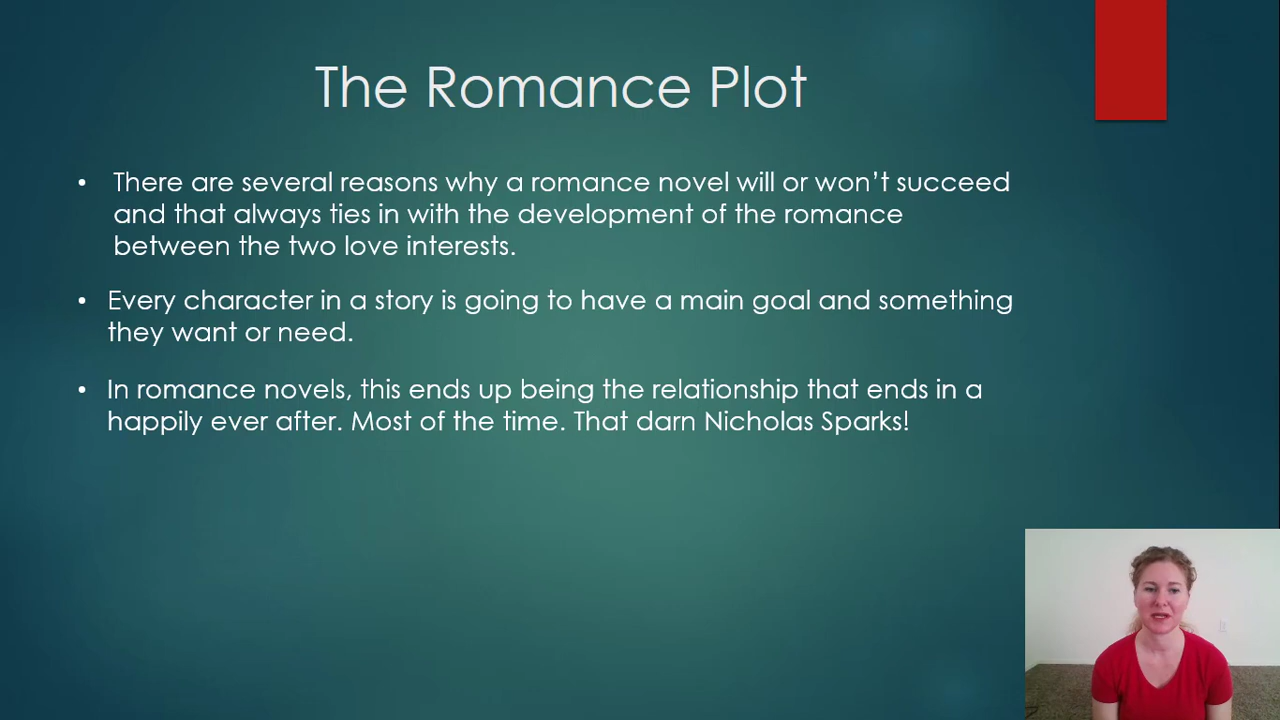 The Romance Plot
• There are several reasons why a romance novel will or won’t succeed
and that always ties in with the development of the romance
between the two love interests.
• Every character in a story is going to have a main goal and something
they want or need.
• In romance novels, this ends up being the relationship that ends in a
happily ever after. Most of the time. That darn Nicholas Sparks!